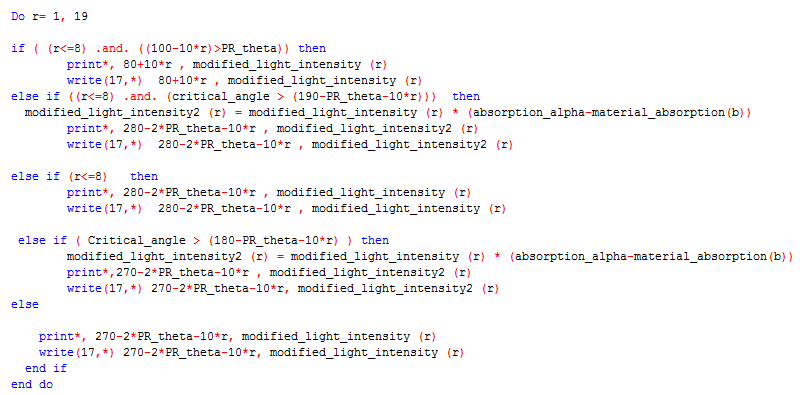 Do r= 1, 19
if ( (r<=8) .and. ((100-10*r)>PR_theta)) then
print*, 80+10*r , modified_light_intensity (r)
write(17,*)  80+10*r , modified_light_intensity (r)
else if ((r<=8) .and. (critical_angle > (190-PR_theta-10*r)))  then
modified_light_intensity2 (r) = modified_light_intensity (r) * (absorption_alpha-material_absorption(b))
print*, 280-2*PR_theta-10*r , modified_light_intensity2 (r)
write(17,*)  280-2*PR_theta-10*r , modified_light_intensity2 (r)
else if (r<=8)   then
print*, 280-2*PR_theta-10*r , modified_light_intensity (r)
write(17,*)  280-2*PR_theta-10*r , modified_light_intensity (r)
else if ( Critical_angle > (180-PR_theta-10*r) ) then
modified_light_intensity2 (r) = modified_light_intensity (r) * (absorption_alpha-material_absorption(b))
print*,270-2*PR_theta-10*r , modified_light_intensity2 (r)
write(17,*) 270-2*PR_theta-10*r, modified_light_intensity2 (r)
else
print*, 270-2*PR_theta-10*r, modified_light_intensity (r)
write(17,*) 270-2*PR_theta-10*r, modified_light_intensity (r)
end if
end do